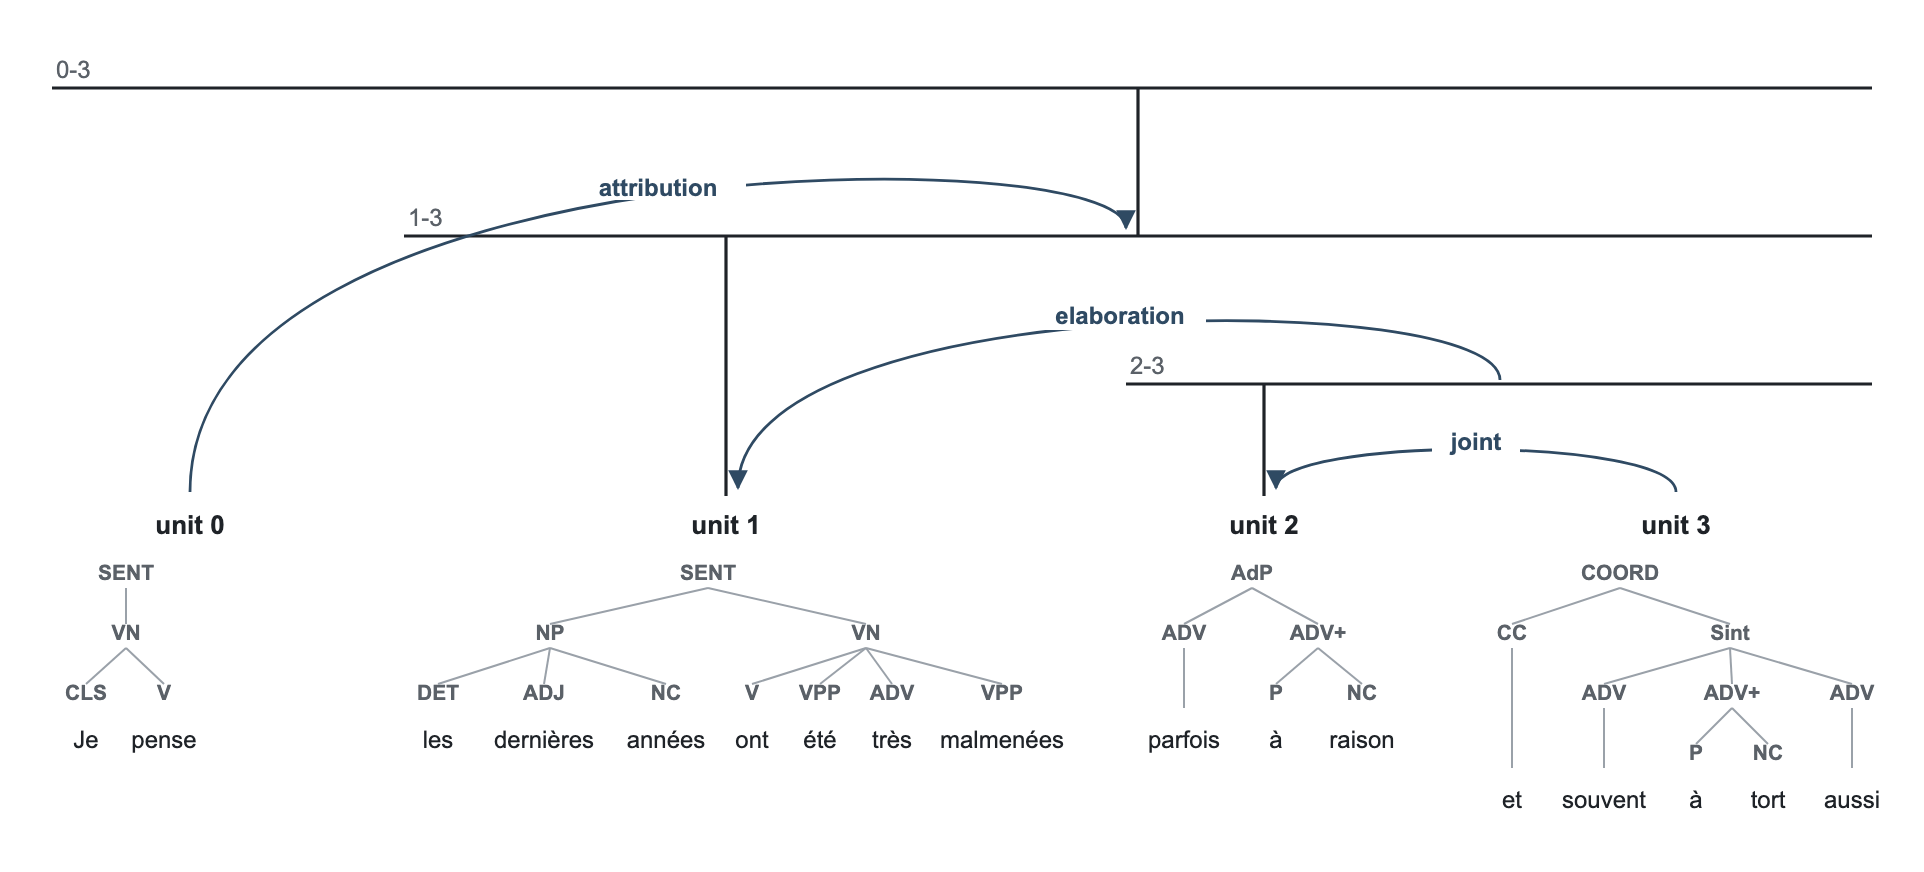 0-3
attribution
1-3
elaboration
2-3
joint
unit 0 unit 1 unit 2 unit 3
SENT SENT AdP COORD
VN NP VN ADV ADV+ CC Sint
CLS V DET ADJ NC V VPP ADV VPP P NC ADV ADV+ ADV
Je pense les dernières années ont été très malmenées parfois à raison P NC
et souvent à tort aussi